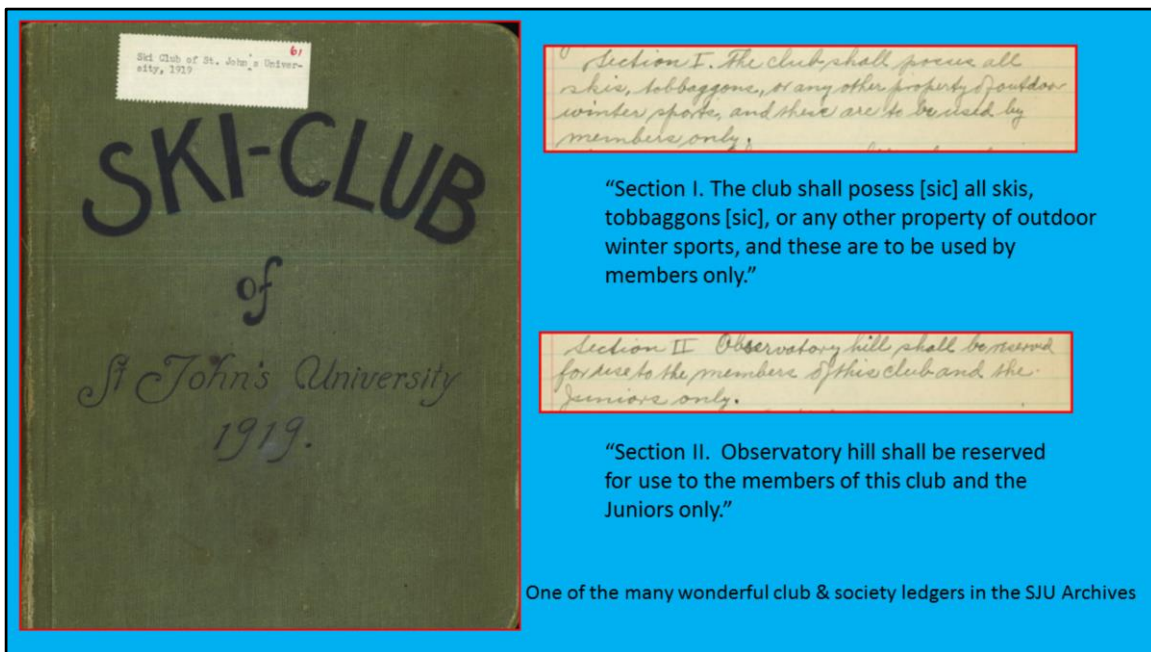 61
Ski Club of St. John's Univer-
sity, 1919
SKI-CLUB
of
St John's University
1919.
Section I. The club shall posess all
skis, tobbaggons, or any other property of outdoor
winter sports, and these are to be used by
members only.
"Section I. The club shall posess [sic] all skis,
tobbaggons [sic], or any other property of outdoor
winter sports, and these are to be used by
members only."
Section II Observatory hill shall be reserved
for use to the members of this club and the
Juniors only.
"Section II.  Observatory hill shall be reserved
for use to the members of this club and the
Juniors only."
One of the many wonderful club & society ledgers in the SJU Archives